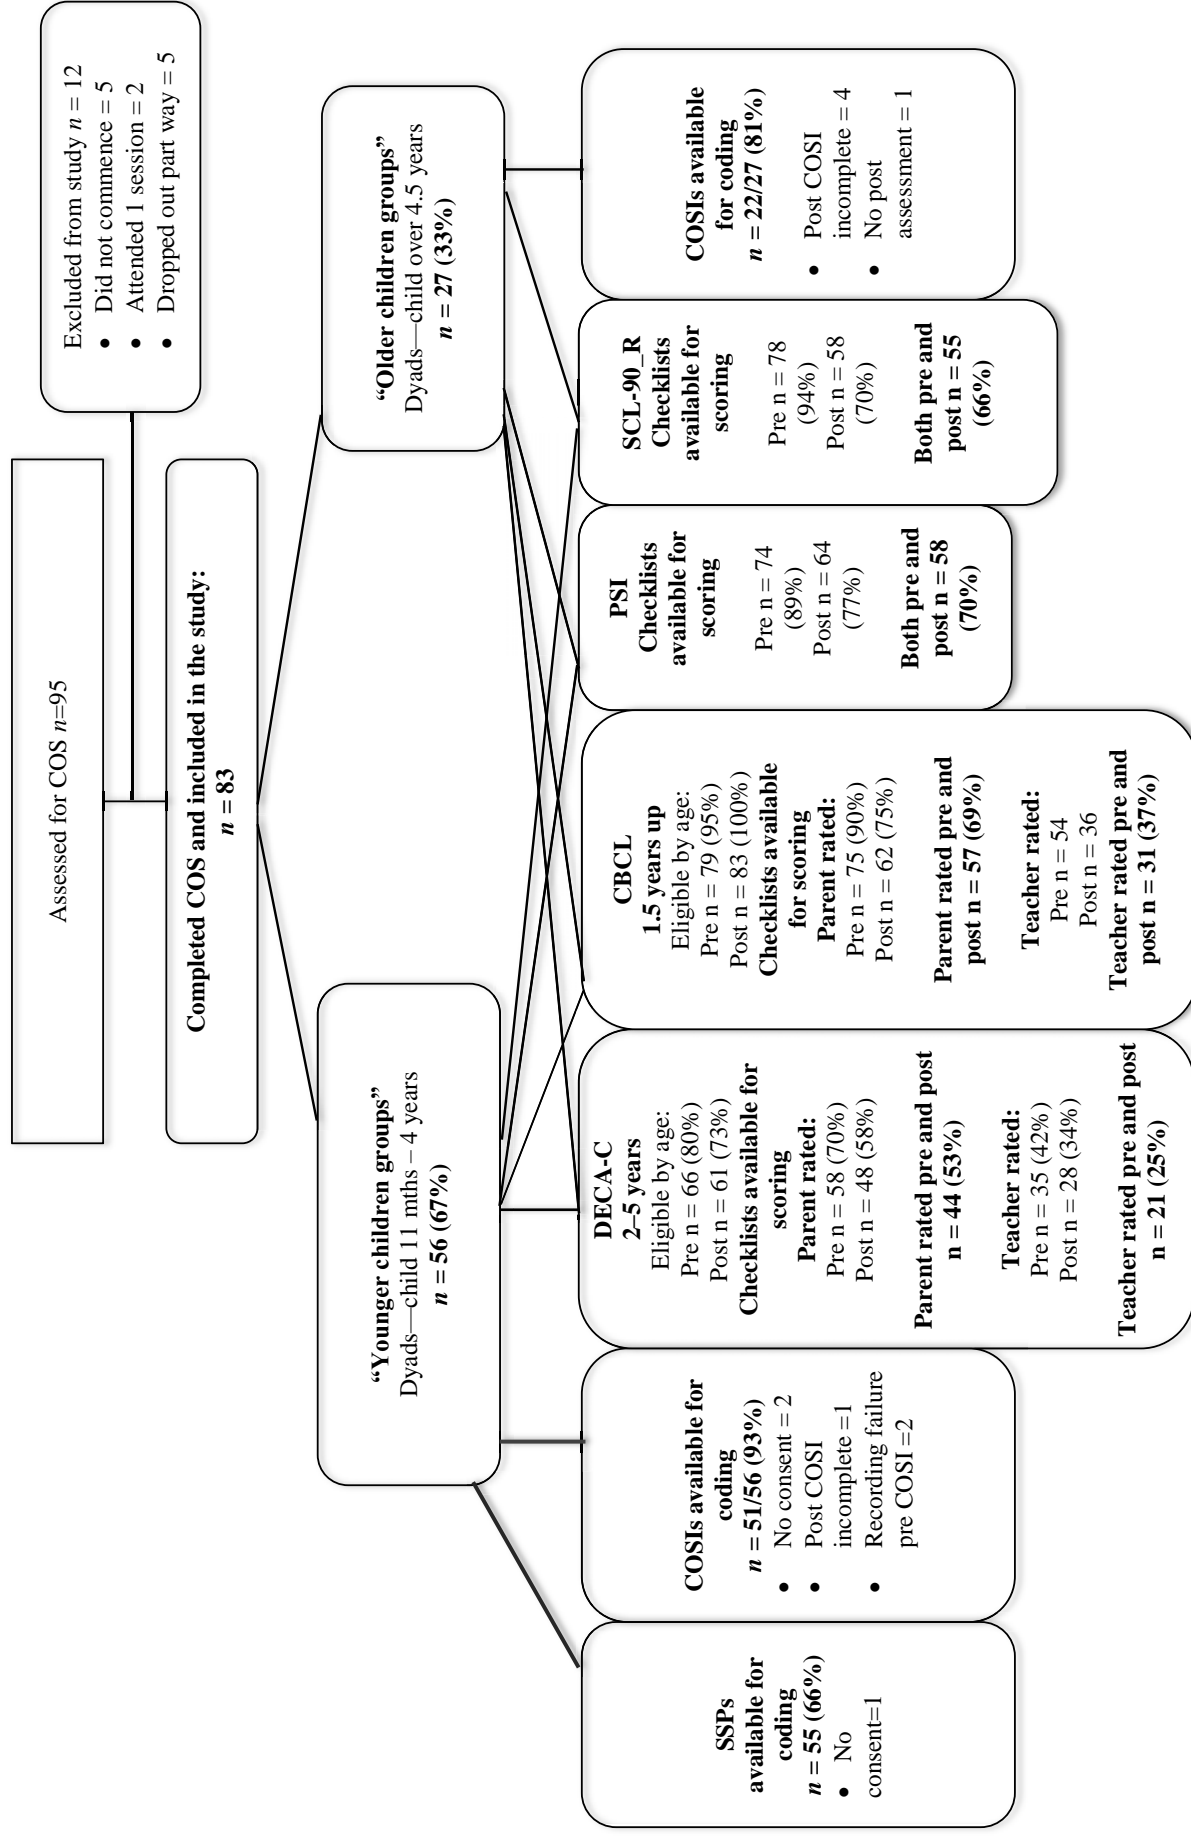 Assessed for COS n=95
Excluded from study n = 12
• Did not commence = 5
• Attended 1 session = 2
• Dropped out part way = 5
Completed COS and included in the study:
n = 83
“Younger children groups”
Dyads—child 11 mths – 4 years
n = 56 (67%)
“Older children groups”
Dyads—child over 4.5 years
n = 27 (33%)
SSPs
available for
coding
n = 55 (66%)
• No
consent=1
COSIs available for
coding
n = 51/56 (93%)
• No consent = 2
• Post COSI
incomplete =1
• Recording failure
pre COSI =2
DECA-C
2–5 years
Eligible by age:
Pre n = 66 (80%)
Post n = 61 (73%)
Checklists available for
scoring
Parent rated:
Pre n = 58 (70%)
Post n = 48 (58%)
Parent rated pre and post
n = 44 (53%)
Teacher rated:
Pre n = 35 (42%)
Post n = 28 (34%)
Teacher rated pre and post
n = 21 (25%)
CBCL
1.5 years up
Eligible by age:
Pre n = 79 (95%)
Post n = 83 (100%)
Checklists available
for scoring
Parent rated:
Pre n = 75 (90%)
Post n = 62 (75%)
Parent rated pre and
post n = 57 (69%)
Teacher rated:
Pre n = 54
Post n = 36
Teacher rated pre and
post n = 31 (37%)
PSI
Checklists
available for
scoring
Pre n = 74
(89%)
Post n = 64
(77%)
Both pre and
post n = 58
(70%)
SCL-90_R
Checklists
available for
scoring
Pre n = 78
(94%)
Post n = 58
(70%)
Both pre and
post n = 55
(66%)
COSIs available
for coding
n = 22/27 (81%)
• Post COSI
incomplete = 4
• No post
assessment = 1